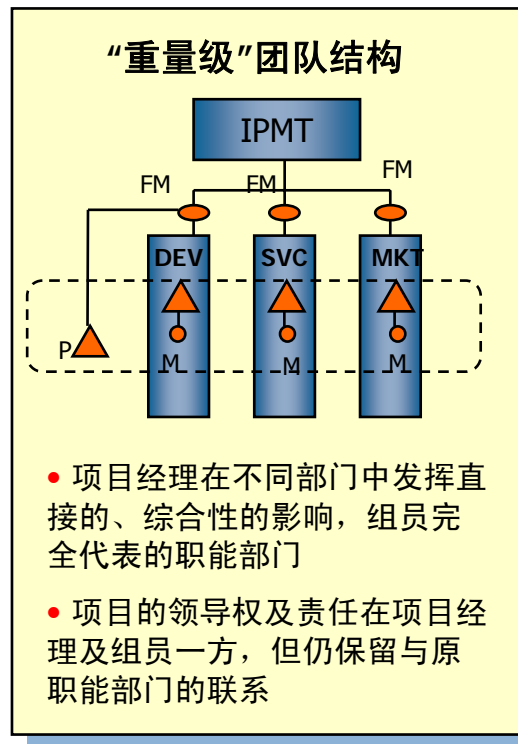 “重量级”团队结构
IPMT
FM FM FM
DEV SVC MKT
P
M M M
• 项目经理在不同部门中发挥直
接的、综合性的影响，组员完
全代表的职能部门
• 项目的领导权及责任在项目经
理及组员一方，但仍保留与原
职能部门的联系